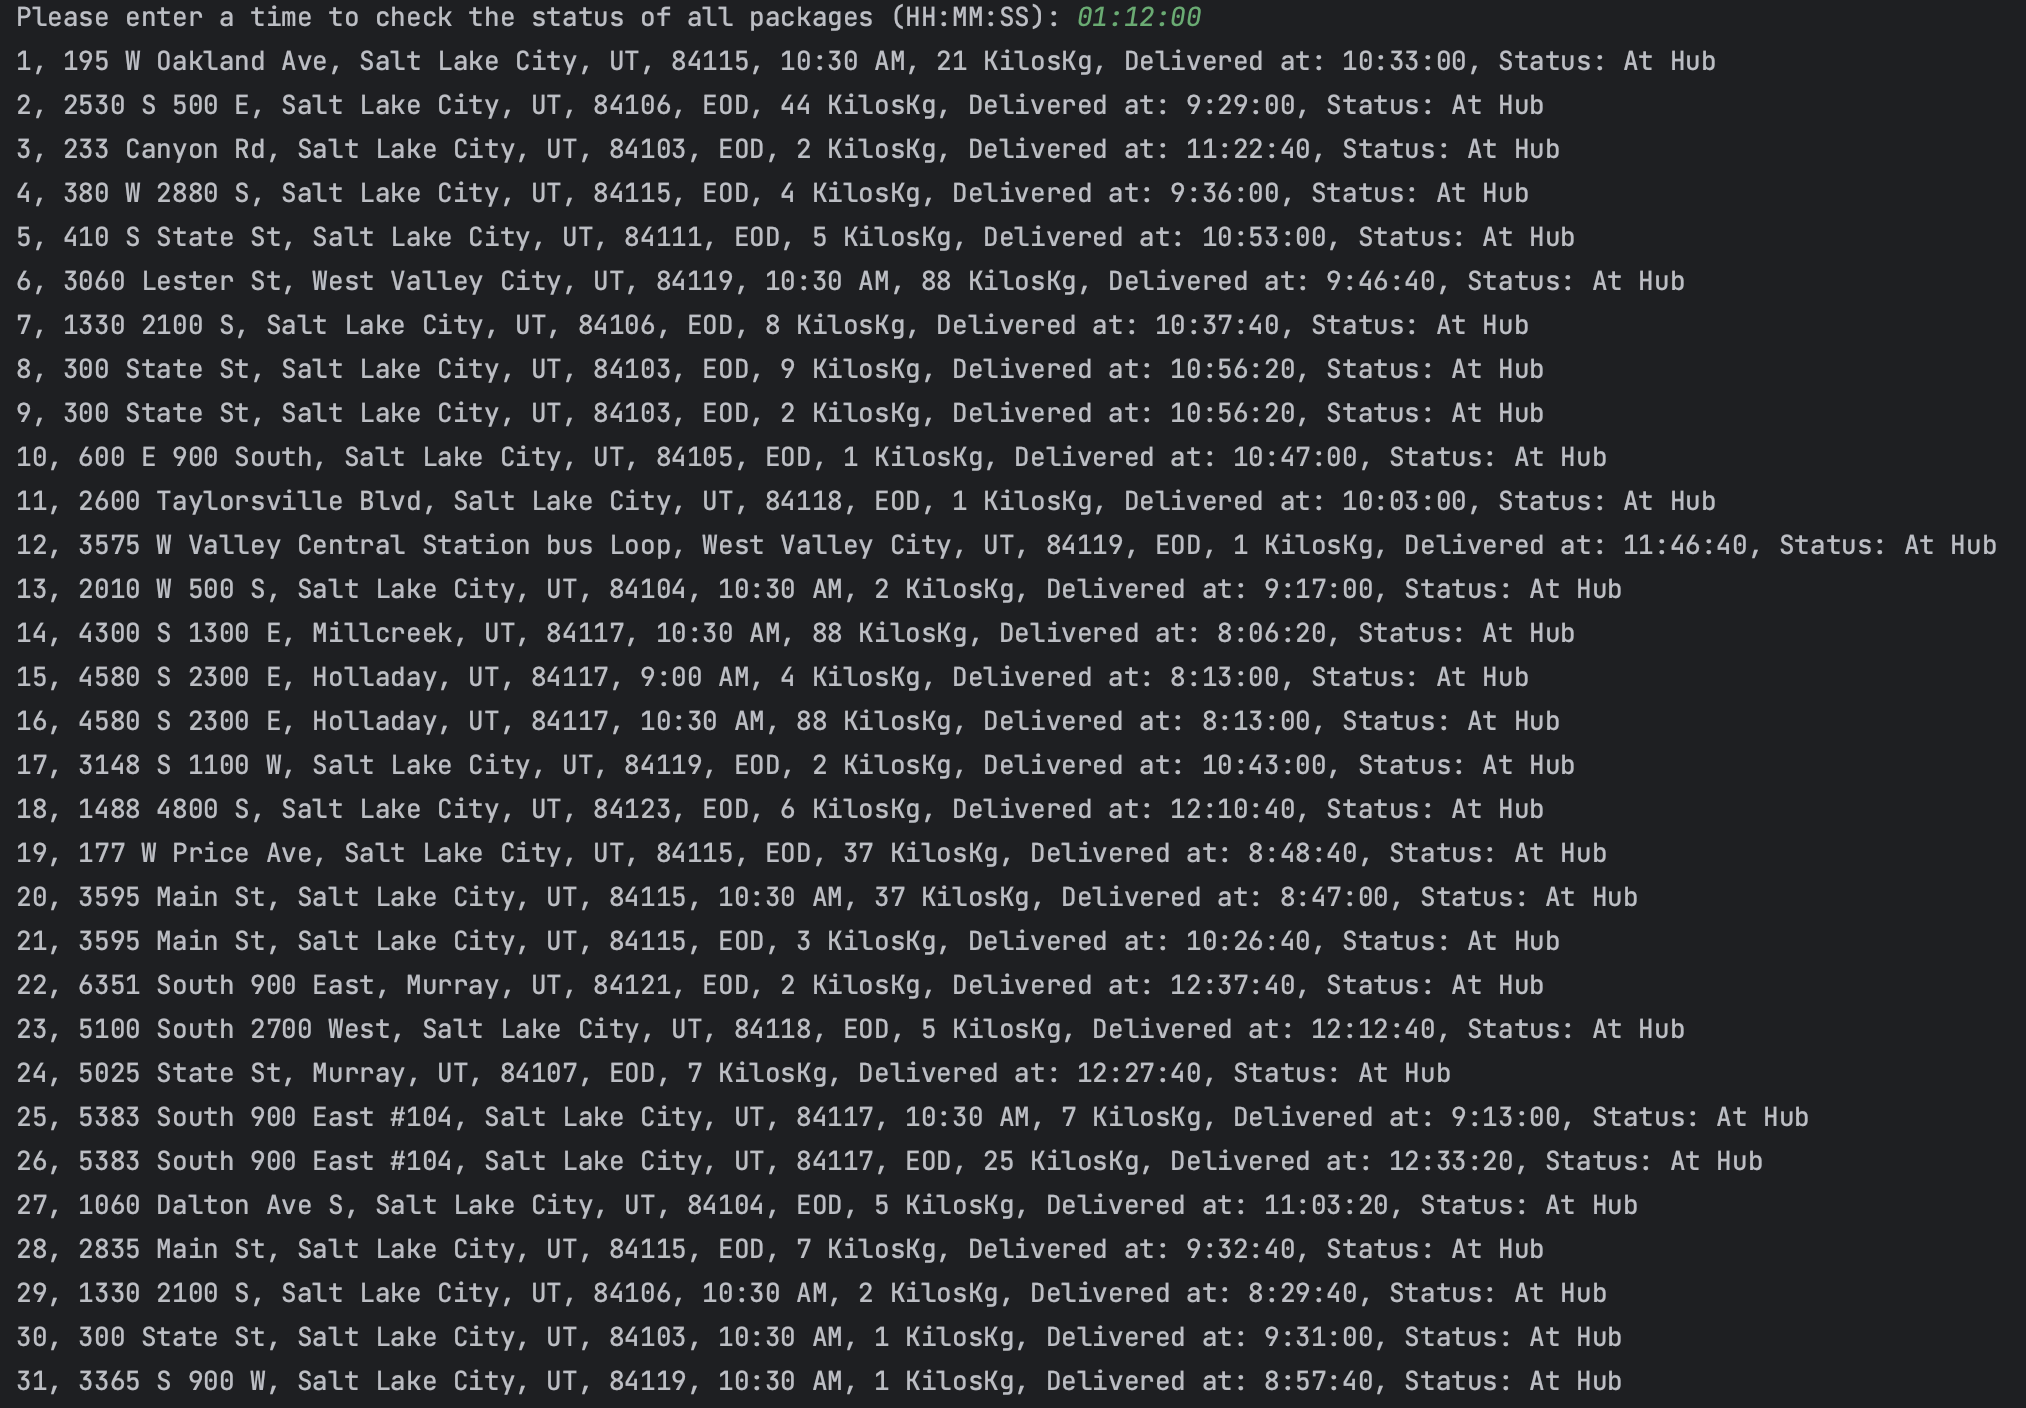 Please enter a time to check the status of all packages (HH:MM:SS): 01:12:00
1, 195 W Oakland Ave, Salt Lake City, UT, 84115, 10:30 AM, 21 KilosKg, Delivered at: 10:33:00, Status: At Hub
2, 2530 S 500 E, Salt Lake City, UT, 84106, EOD, 44 KilosKg, Delivered at: 9:29:00, Status: At Hub
3, 233 Canyon Rd, Salt Lake City, UT, 84103, EOD, 2 KilosKg, Delivered at: 11:22:40, Status: At Hub
4, 380 W 2880 S, Salt Lake City, UT, 84115, EOD, 4 KilosKg, Delivered at: 9:36:00, Status: At Hub
5, 410 S State St, Salt Lake City, UT, 84111, EOD, 5 KilosKg, Delivered at: 10:53:00, Status: At Hub
6, 3060 Lester St, West Valley City, UT, 84119, 10:30 AM, 88 KilosKg, Delivered at: 9:46:40, Status: At Hub
7, 1330 2100 S, Salt Lake City, UT, 84106, EOD, 8 KilosKg, Delivered at: 10:37:40, Status: At Hub
8, 300 State St, Salt Lake City, UT, 84103, EOD, 9 KilosKg, Delivered at: 10:56:20, Status: At Hub
9, 300 State St, Salt Lake City, UT, 84103, EOD, 2 KilosKg, Delivered at: 10:56:20, Status: At Hub
10, 600 E 900 South, Salt Lake City, UT, 84105, EOD, 1 KilosKg, Delivered at: 10:47:00, Status: At Hub
11, 2600 Taylorsville Blvd, Salt Lake City, UT, 84118, EOD, 1 KilosKg, Delivered at: 10:03:00, Status: At Hub
12, 3575 W Valley Central Station bus Loop, West Valley City, UT, 84119, EOD, 1 KilosKg, Delivered at: 11:46:40, Status: At Hub
13, 2010 W 500 S, Salt Lake City, UT, 84104, 10:30 AM, 2 KilosKg, Delivered at: 9:17:00, Status: At Hub
14, 4300 S 1300 E, Millcreek, UT, 84117, 10:30 AM, 88 KilosKg, Delivered at: 8:06:20, Status: At Hub
15, 4580 S 2300 E, Holladay, UT, 84117, 9:00 AM, 4 KilosKg, Delivered at: 8:13:00, Status: At Hub
16, 4580 S 2300 E, Holladay, UT, 84117, 10:30 AM, 88 KilosKg, Delivered at: 8:13:00, Status: At Hub
17, 3148 S 1100 W, Salt Lake City, UT, 84119, EOD, 2 KilosKg, Delivered at: 10:43:00, Status: At Hub
18, 1488 4800 S, Salt Lake City, UT, 84123, EOD, 6 KilosKg, Delivered at: 12:10:40, Status: At Hub
19, 177 W Price Ave, Salt Lake City, UT, 84115, EOD, 37 KilosKg, Delivered at: 8:48:40, Status: At Hub
20, 3595 Main St, Salt Lake City, UT, 84115, 10:30 AM, 37 KilosKg, Delivered at: 8:47:00, Status: At Hub
21, 3595 Main St, Salt Lake City, UT, 84115, EOD, 3 KilosKg, Delivered at: 10:26:40, Status: At Hub
22, 6351 South 900 East, Murray, UT, 84121, EOD, 2 KilosKg, Delivered at: 12:37:40, Status: At Hub
23, 5100 South 2700 West, Salt Lake City, UT, 84118, EOD, 5 KilosKg, Delivered at: 12:12:40, Status: At Hub
24, 5025 State St, Murray, UT, 84107, EOD, 7 KilosKg, Delivered at: 12:27:40, Status: At Hub
25, 5383 South 900 East #104, Salt Lake City, UT, 84117, 10:30 AM, 7 KilosKg, Delivered at: 9:13:00, Status: At Hub
26, 5383 South 900 East #104, Salt Lake City, UT, 84117, EOD, 25 KilosKg, Delivered at: 12:33:20, Status: At Hub
27, 1060 Dalton Ave S, Salt Lake City, UT, 84104, EOD, 5 KilosKg, Delivered at: 11:03:20, Status: At Hub
28, 2835 Main St, Salt Lake City, UT, 84115, EOD, 7 KilosKg, Delivered at: 9:32:40, Status: At Hub
29, 1330 2100 S, Salt Lake City, UT, 84106, 10:30 AM, 2 KilosKg, Delivered at: 8:29:40, Status: At Hub
30, 300 State St, Salt Lake City, UT, 84103, 10:30 AM, 1 KilosKg, Delivered at: 9:31:00, Status: At Hub
31, 3365 S 900 W, Salt Lake City, UT, 84119, 10:30 AM, 1 KilosKg, Delivered at: 8:57:40, Status: At Hub